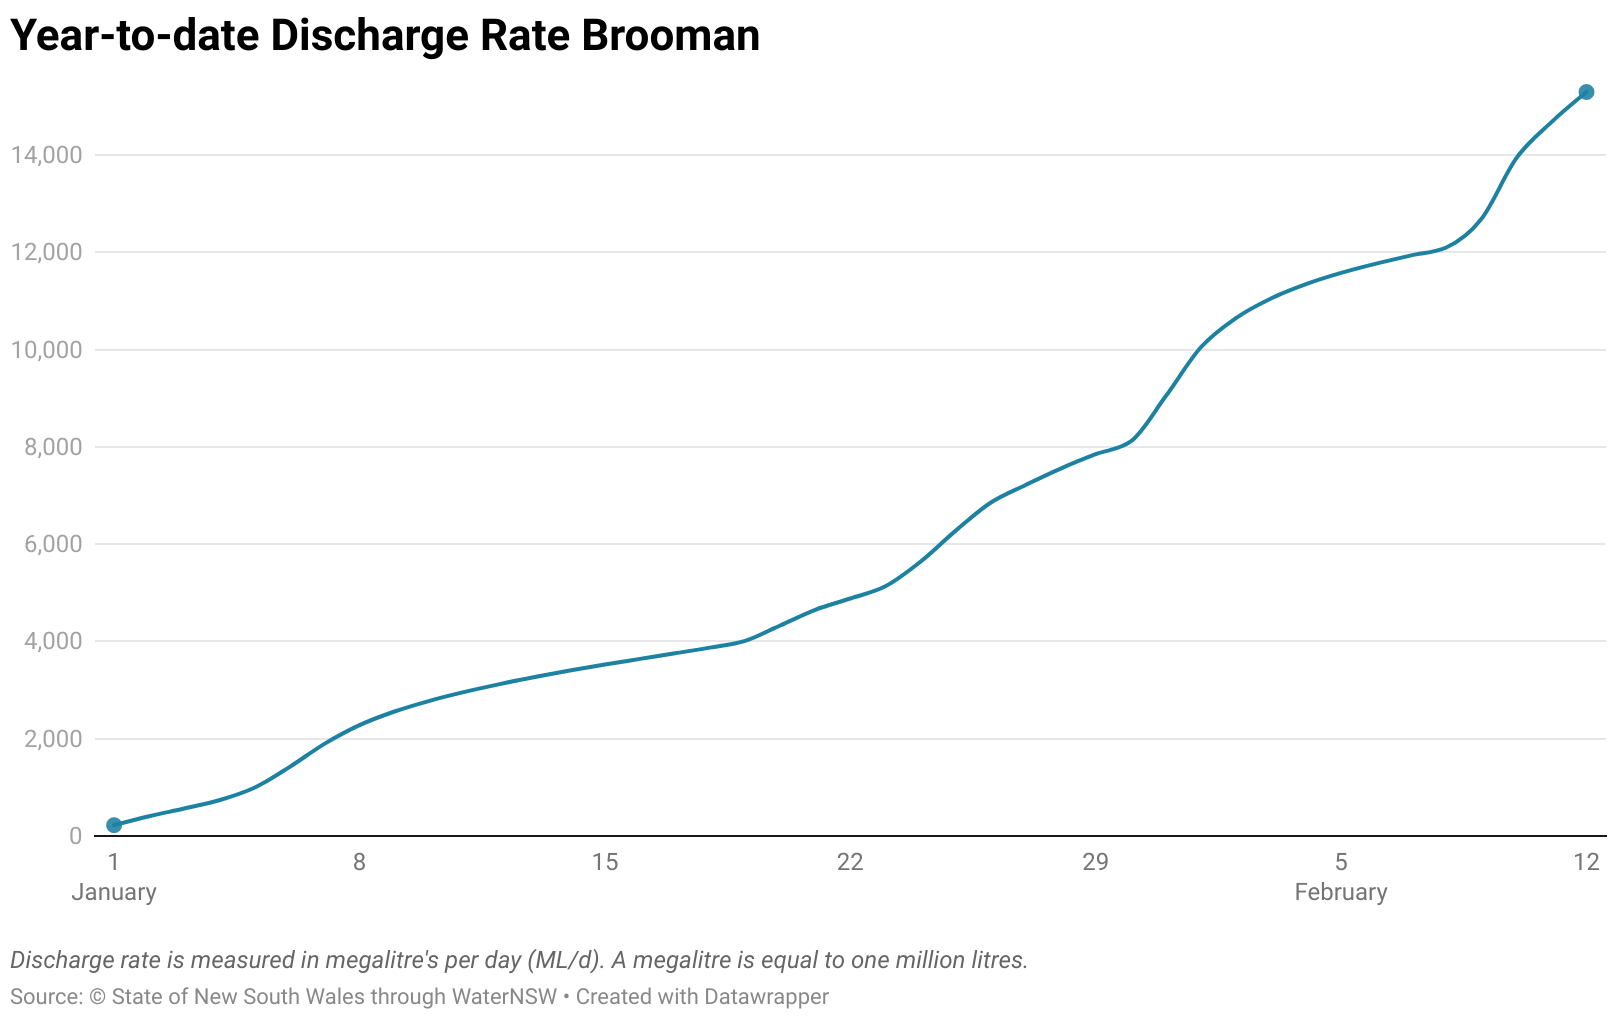 Year-to-date Discharge Rate Brooman
14,000
12,000
10,000
8,000
6,000
4,000
2,000
0
1 8 15 22 29 5 12
January February
Discharge rate is measured in megalitre's per day (ML/d). A megalitre is equal to one million litres.
Source: © State of New South Wales through WaterNSW • Created with Datawrapper